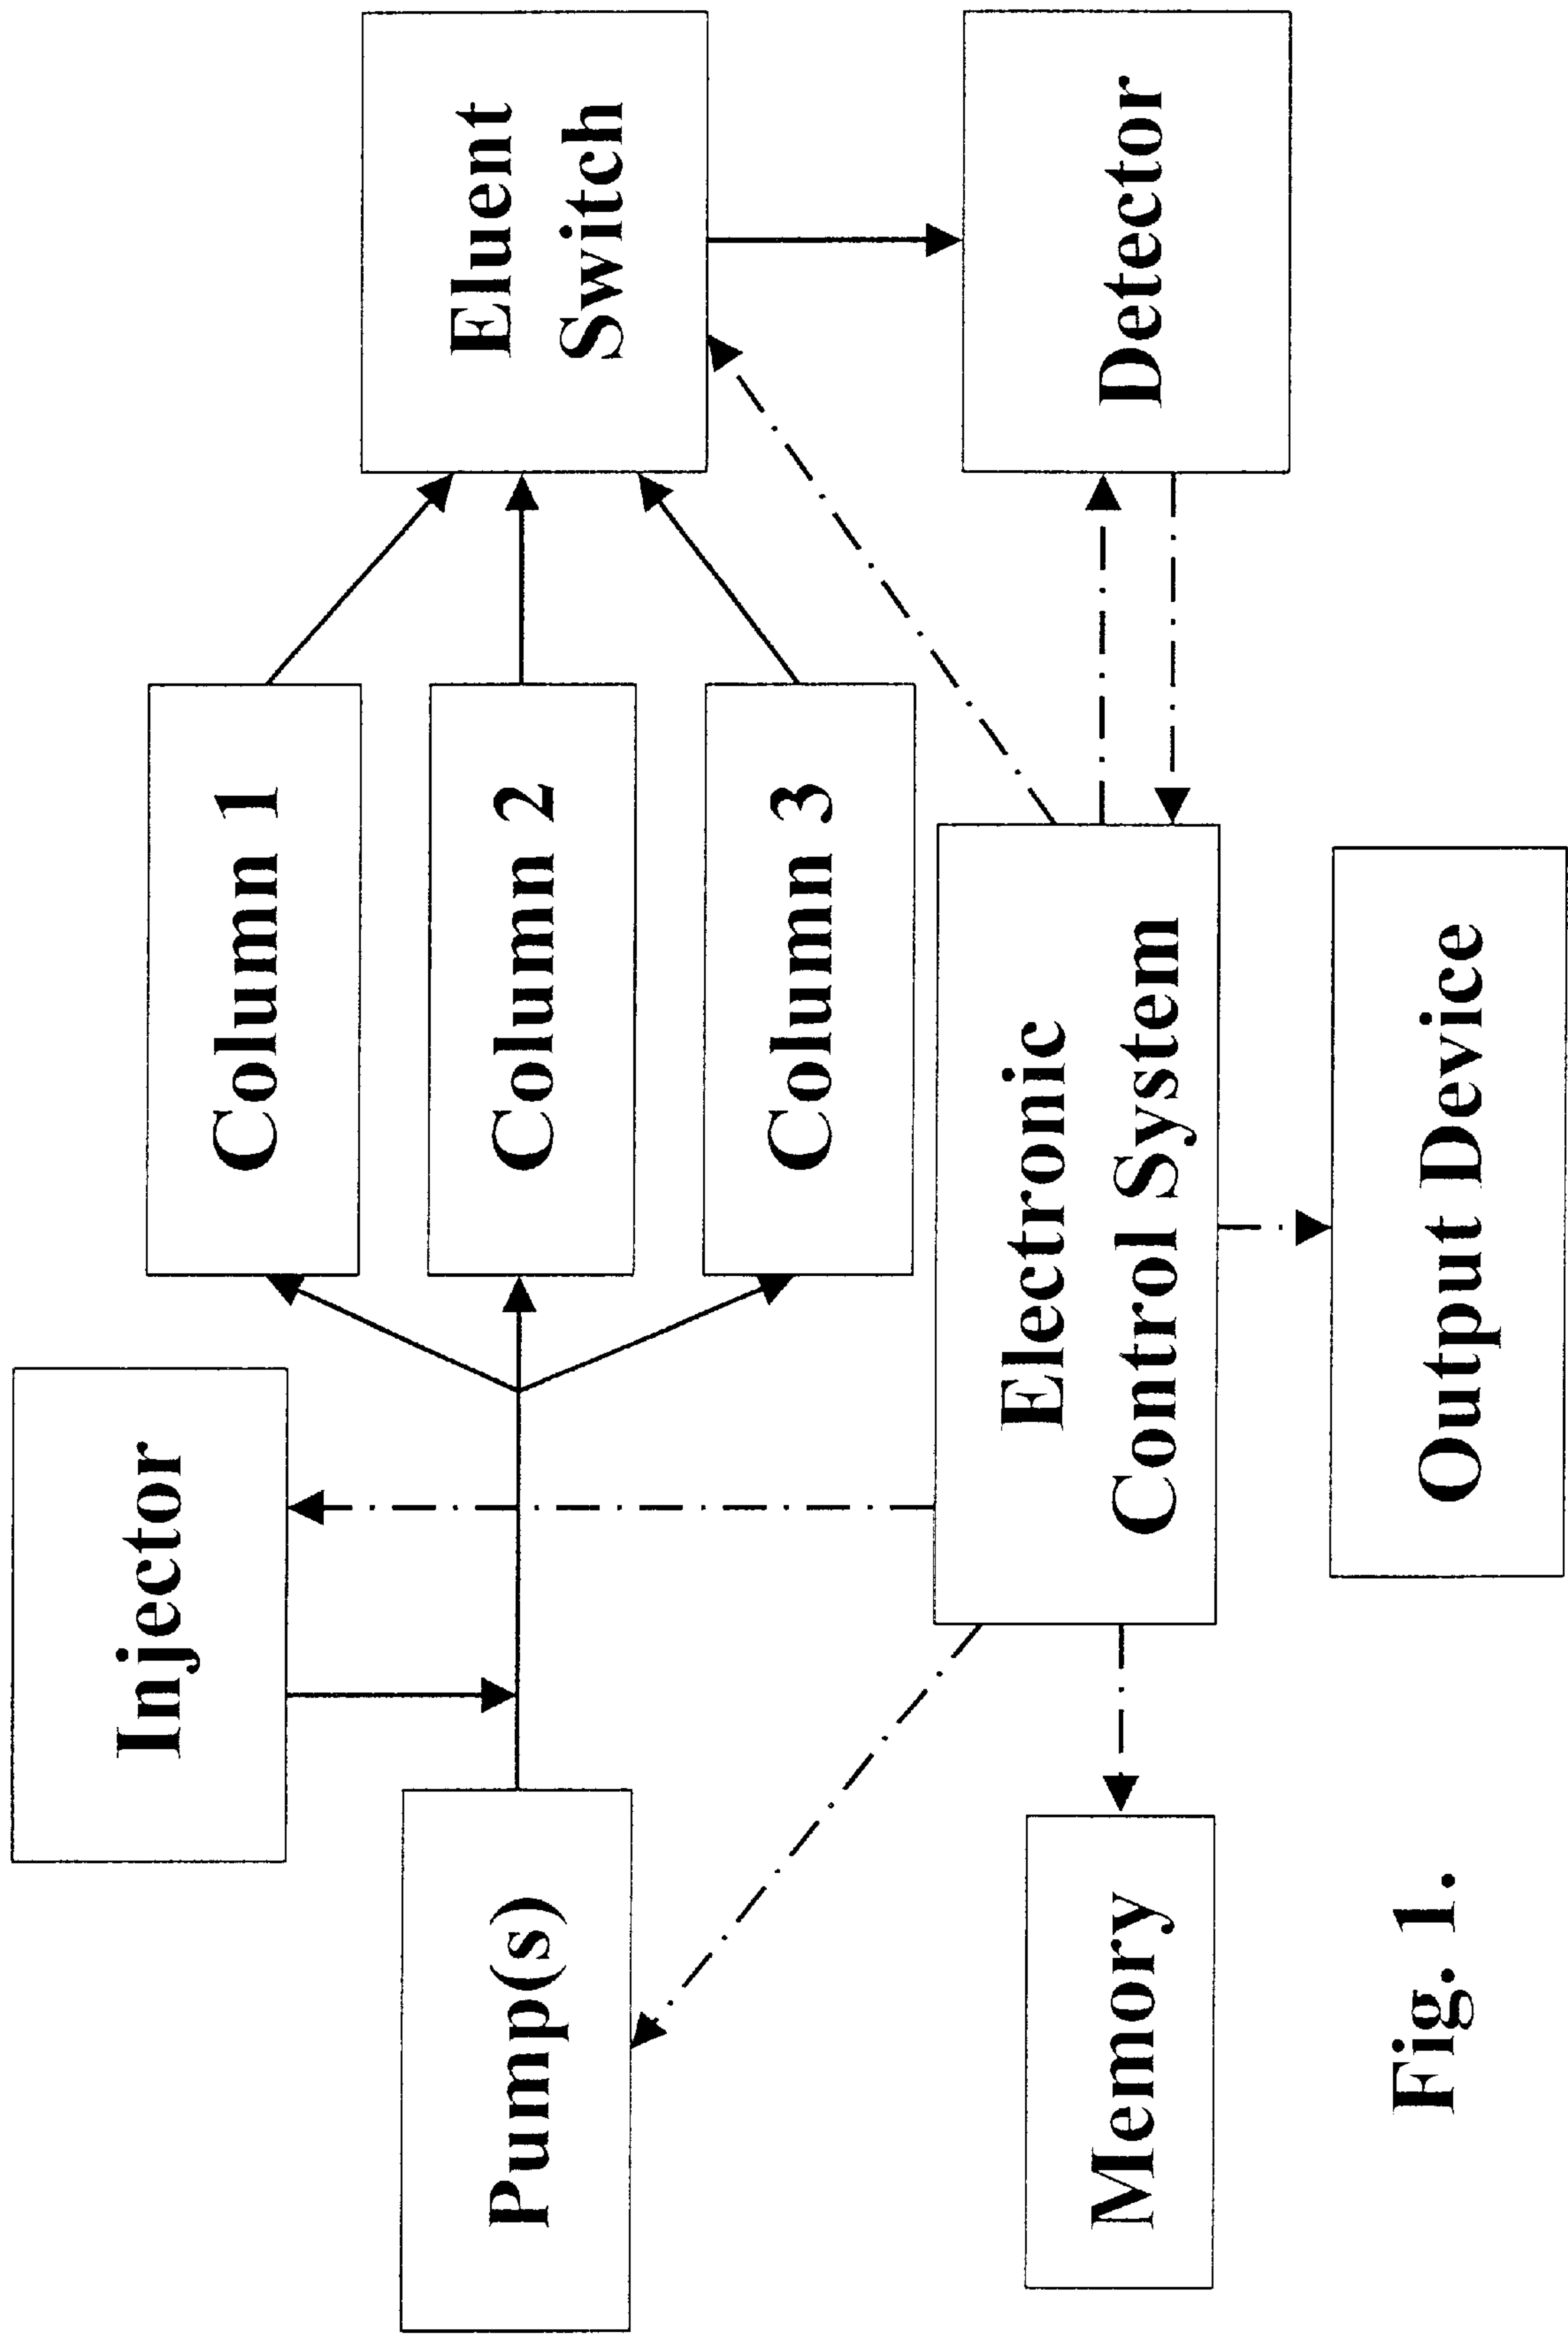 Injector
Pump(s)
Column 1
Column 2
Column 3
Eluent
Switch
Electronic
Control System
Detector
Memory
Output Device
Fig. 1.